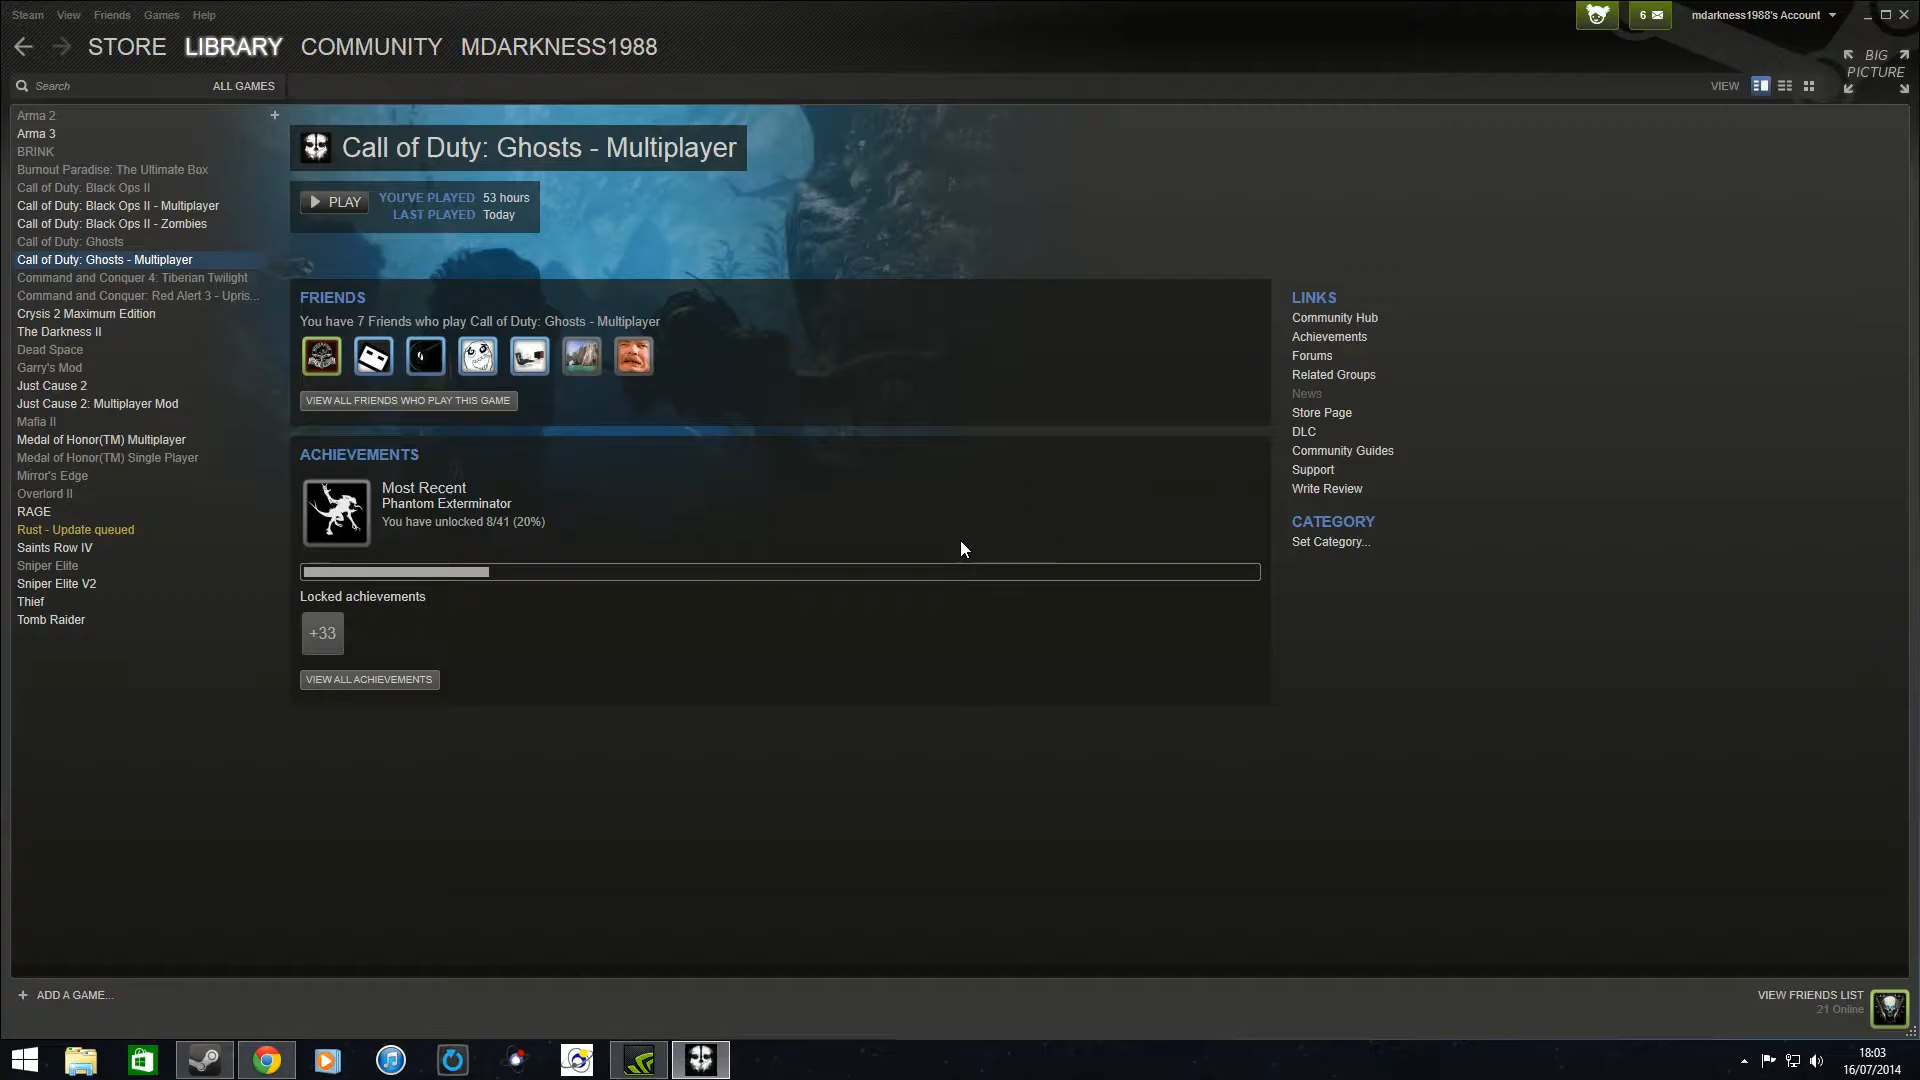 Steam View Friends Games Help
6
mdarkness1988's Account
STORE LIBRARY COMMUNITY MDARKNESS1988
BIG
PICTURE
Search
ALL GAMES
VIEW
Arma 2
Arma 3
BRINK
Burnout Paradise: The Ultimate Box
Call of Duty: Black Ops II
Call of Duty: Black Ops II - Multiplayer
Call of Duty: Black Ops II - Zombies
Call of Duty: Ghosts
Call of Duty: Ghosts - Multiplayer
Command and Conquer 4: Tiberian Twilight
Command and Conquer: Red Alert 3 - Upris...
Crysis 2 Maximum Edition
The Darkness II
Dead Space
Garry's Mod
Just Cause 2
Just Cause 2: Multiplayer Mod
Mafia II
Medal of Honor(TM) Multiplayer
Medal of Honor(TM) Single Player
Mirror's Edge
Overlord II
RAGE
Rust - Update queued
Saints Row IV
Sniper Elite
Sniper Elite V2
Thief
Tomb Raider
Call of Duty: Ghosts - Multiplayer
PLAY
YOU'VE PLAYED 53 hours
LAST PLAYED Today
FRIENDS
You have 7 Friends who play Call of Duty: Ghosts - Multiplayer
VIEW ALL FRIENDS WHO PLAY THIS GAME
ACHIEVEMENTS
Most Recent
Phantom Exterminator
You have unlocked 8/41 (20%)
Locked achievements
+33
VIEW ALL ACHIEVEMENTS
LINKS
Community Hub
Achievements
Forums
Related Groups
News
Store Page
DLC
Community Guides
Support
Write Review
CATEGORY
Set Category...
+ ADD A GAME...
VIEW FRIENDS LIST
21 Online
18:03
16/07/2014